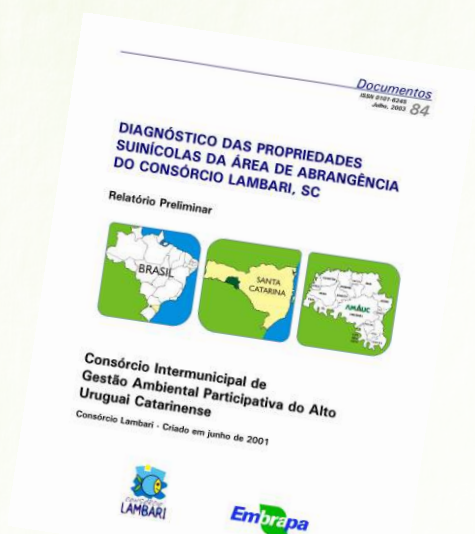 Documentos
ISSN 0101-6245
Julho, 2003
84
DIAGNÓSTICO DAS PROPRIEDADES
SUINÍCOLAS DA ÁREA DE ABRANGÊNCIA
DO CONSÓRCIO LAMBARI, SC
Relatório Preliminar
BRASIL
SANTA
CATARINA
AMAUC
Consórcio Intermunicipal de
Gestão Ambiental Participativa do Alto
Uruguai Catarinense
Consórcio Lambari - Criado em junho de 2001
CONSÓRCIO
LAMBARI
Embrapa